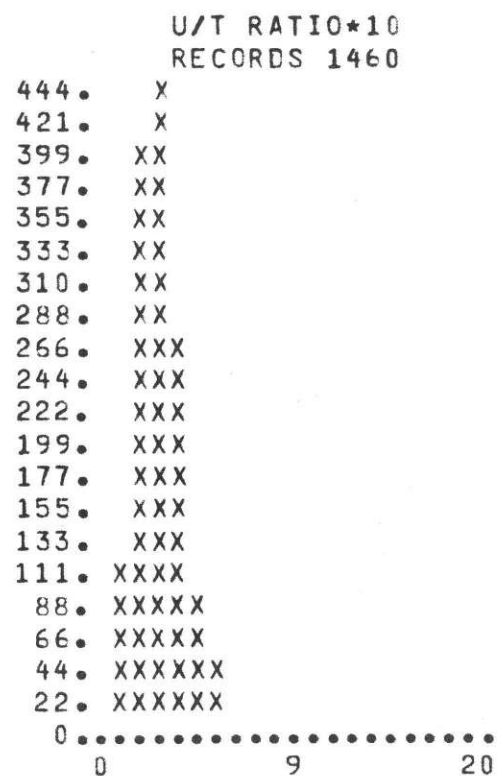 U/T RATIO*10
RECORDS 1460
444. X
421. X
399. XX
377. XX
355. XX
333. XX
310. XX
288. XX
266. XXX
244. XXX
222. XXX
199. XXX
177. XXX
155. XXX
133. XXX
111. XXXX
88. XXXXX
66. XXXXX
44. XXXXXX
22. XXXXXX
0......................
0 9 20